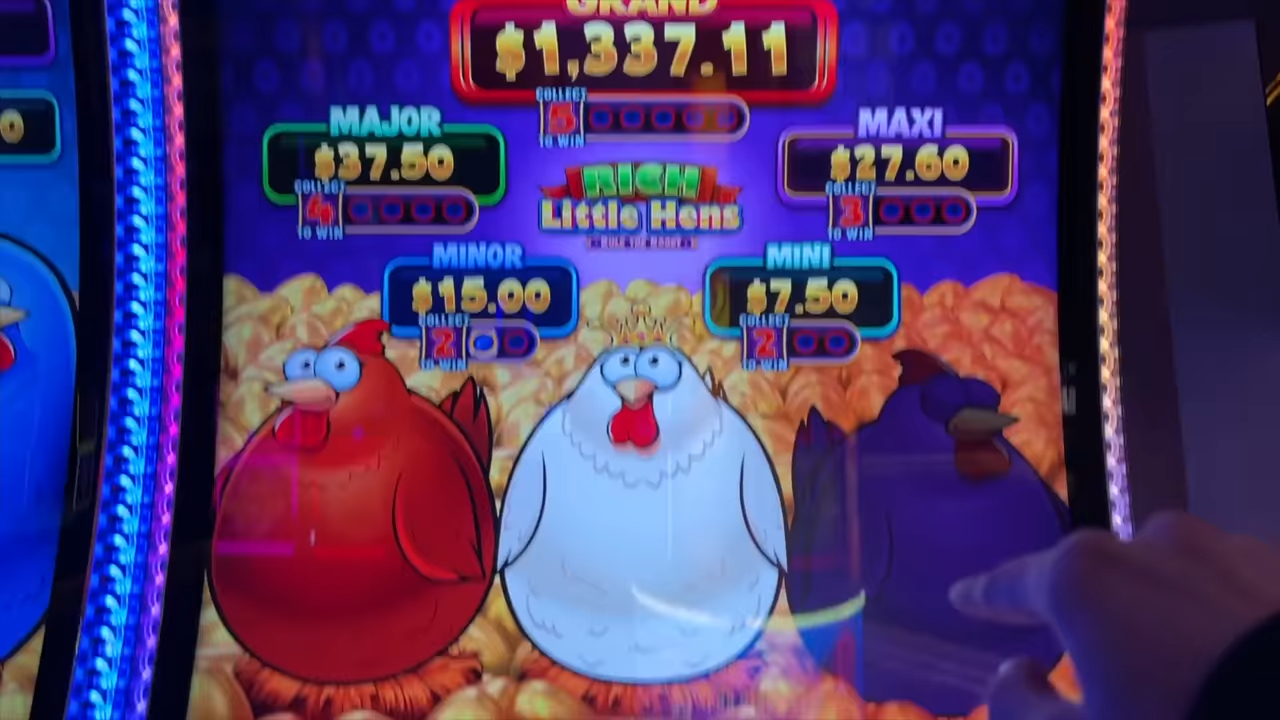 GRAND
$1,337.11
COLLECT
5
TO WIN
MAJOR
$37.50
COLLECT
4
TO WIN
MAXI
$27.60
COLLECT
3
TO WIN
RICH
Little Hens
MINOR
$15.00
COLLECT
2
TO WIN
MINI
$7.50
COLLECT
2
TO WIN
0